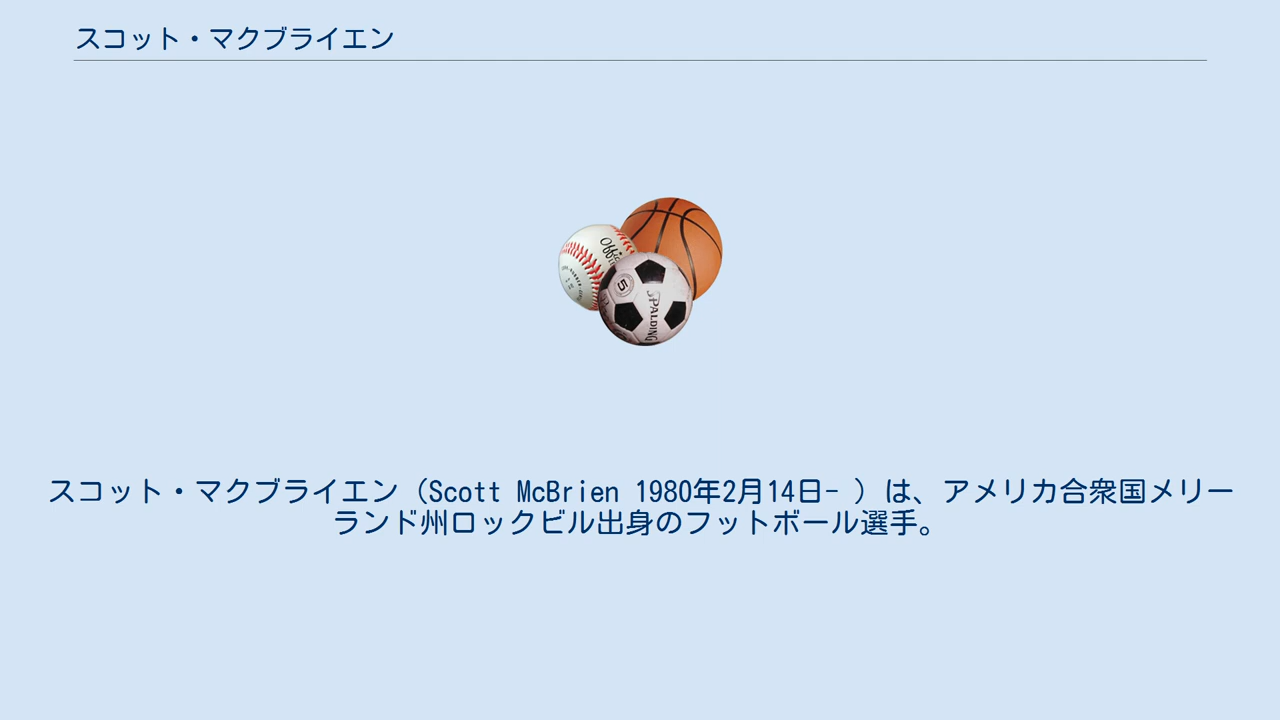 スコット・マクブライエン
Offi
5
SPALDING
スコット・マクブライエン（Scott McBrien 1980年2月14日- ）は、アメリカ合衆国メリー
ランド州ロックビル出身のフットボール選手。